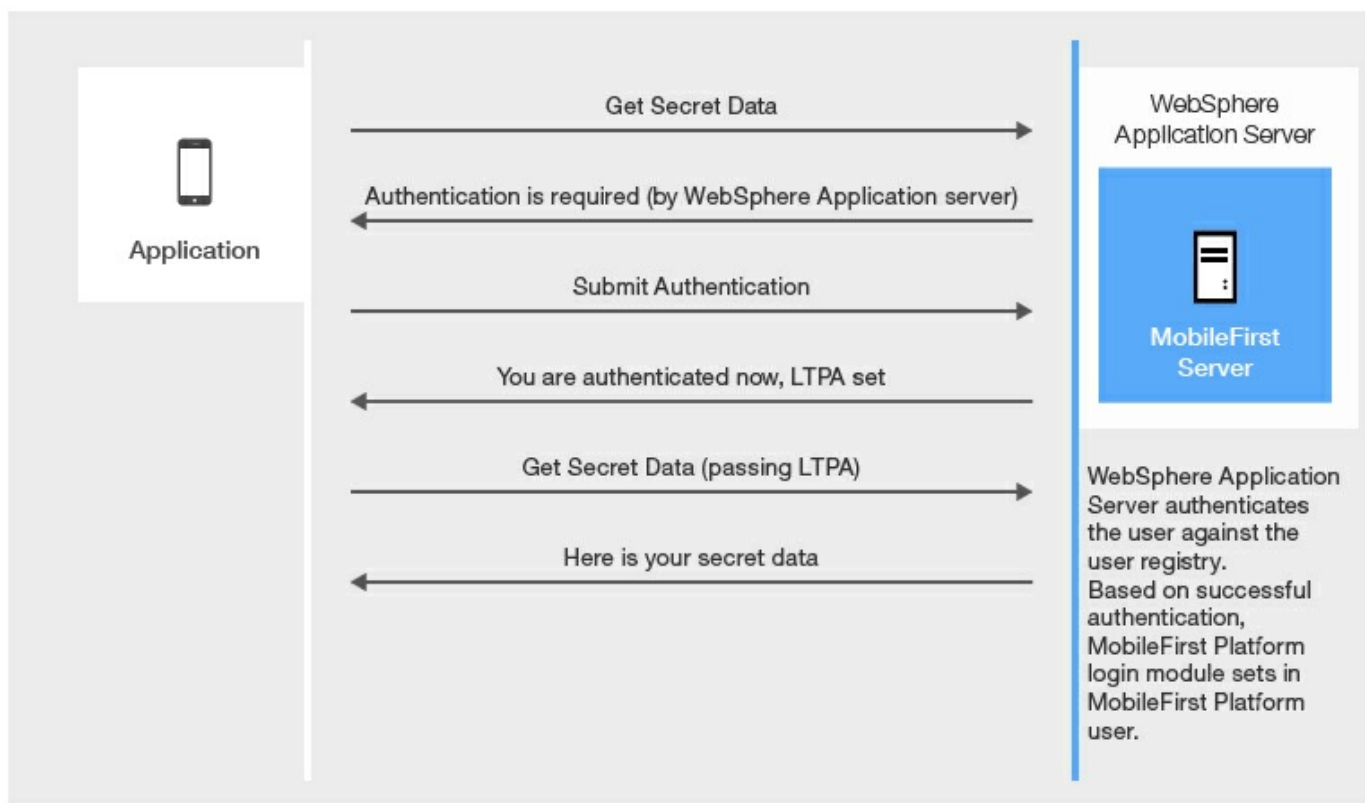 Application
Get Secret Data
Authentication is required (by WebSphere Application server)
Submit Authentication
You are authenticated now, LTPA set
Get Secret Data (passing LTPA)
Here is your secret data
WebSphere
Application Server
MobileFirst
Server
WebSphere Application
Server authenticates
the user against the
user registry.
Based on successful
authentication,
MobileFirst Platform
login module sets in
MobileFirst Platform
user.